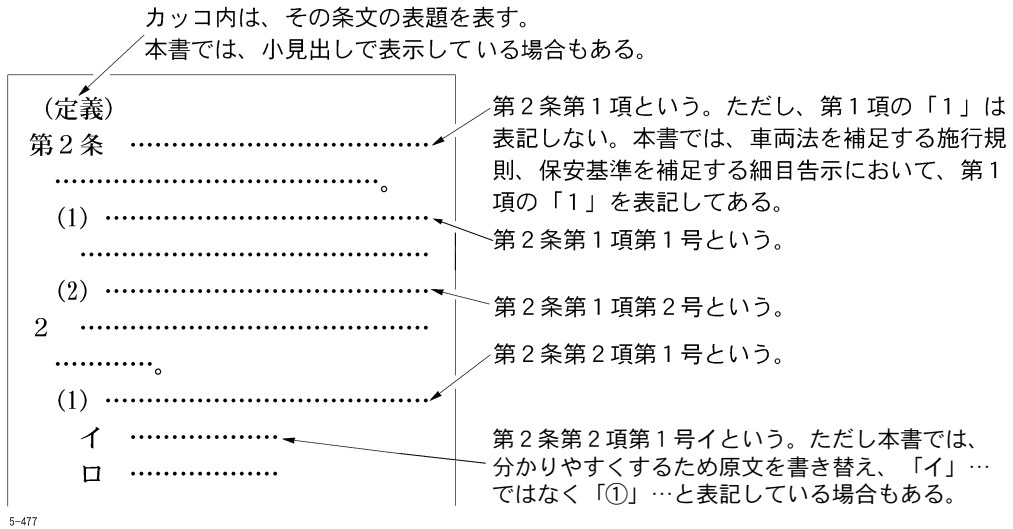 カッコ内は、その条文の表題を表す。
本書では、小見出しで表示している場合もある。
（定義）
第２条 ………………………………
………………………………。
(1) ………………………………
………………………………
(2) ………………………………
２ ………………………………
…………。
(1) ………………………………
イ ………………
ロ ………………
第２条第１項という。ただし、第１項の「１」は
表記しない。本書では、車両法を補足する施行規
則、保安基準を補足する細目告示において、第１
項の「１」を表記してある。
第２条第１項第１号という。
第２条第１項第２号という。
第２条第２項第１号という。
第２条第２項第１号イという。ただし本書では、
分かりやすくするため原文を書き替え、「イ」…
ではなく「①」…と表記している場合もある。
5-477